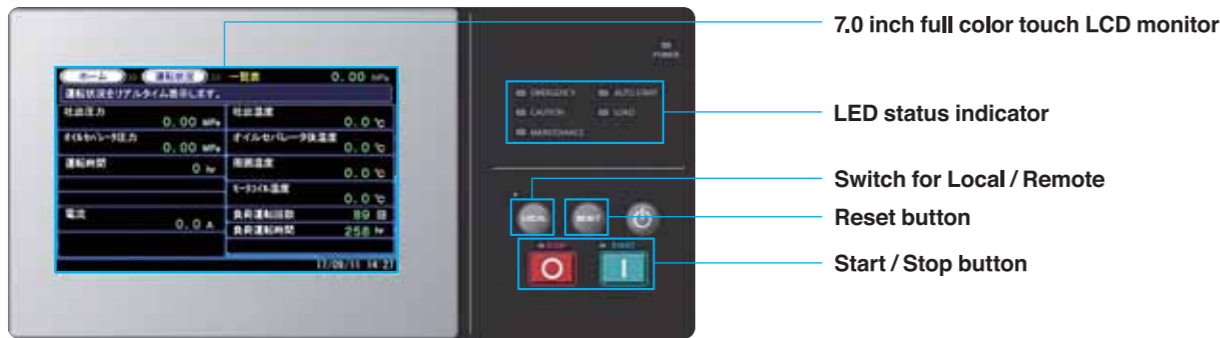 7.0 inch full color touch LCD monitor
LED status indicator
Switch for Local / Remote
Reset button
Start / Stop button
POWER
EMERGENCY AUTO START
CAUTION LOAD
MAINTENANCE
LOCAL RESET
STOP START
ホーム 運転状況 一覧表 0.00 MPa
運転状況をリアルタイム表示します。
吐出圧力 0.00 MPa 吐出温度 0.0 ℃
オイルセパレータ圧力 0.00 MPa オイルセパレータ後温度 0.0 ℃
運転時間 0 hr 周囲温度 0.0 ℃
モータコイル温度 0.0 ℃
電流 0.0 A 負荷運転回数 89 回
負荷運転時間 258 hr
17/09/11 14:27